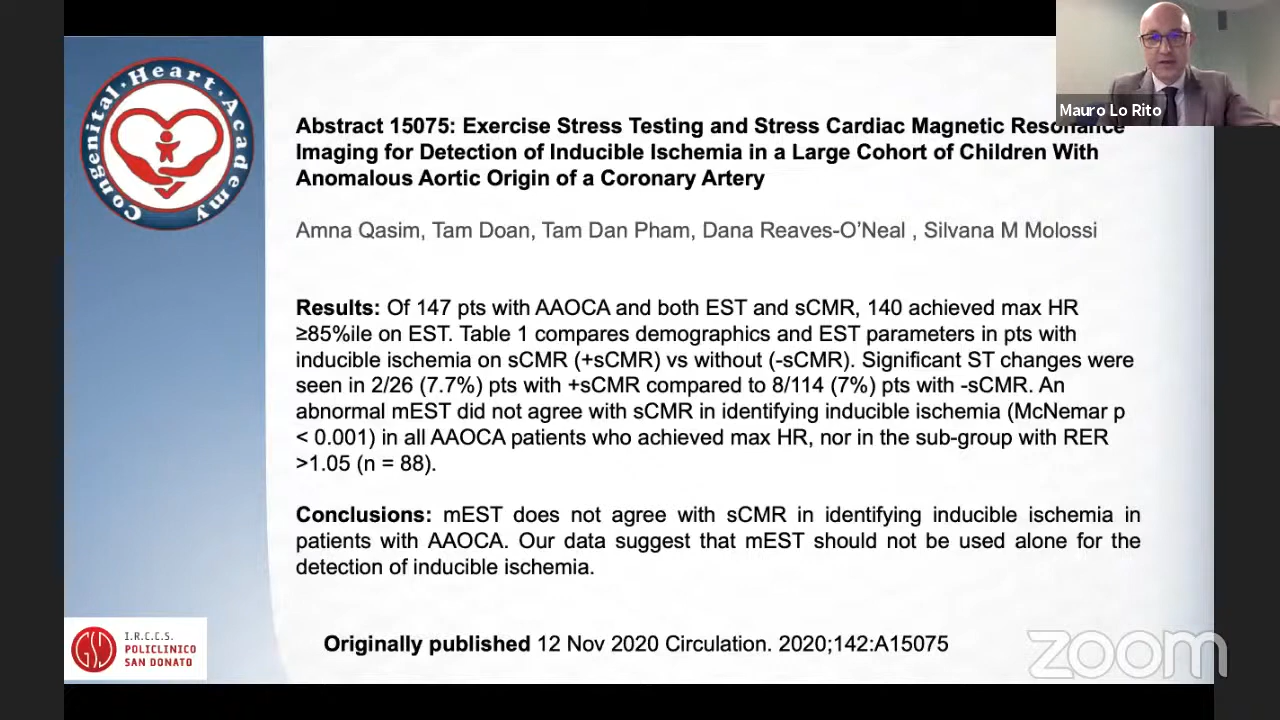 Mauro Lo Rito
Congenital · Heart · Academy
Abstract 15075: Exercise Stress Testing and Stress Cardiac Magnetic Resonance
Imaging for Detection of Inducible Ischemia in a Large Cohort of Children With
Anomalous Aortic Origin of a Coronary Artery
Amna Qasim, Tam Doan, Tam Dan Pham, Dana Reaves-O’Neal , Silvana M Molossi
Results: Of 147 pts with AAOCA and both EST and sCMR, 140 achieved max HR
≥85%ile on EST. Table 1 compares demographics and EST parameters in pts with
inducible ischemia on sCMR (+sCMR) vs without (-sCMR). Significant ST changes were
seen in 2/26 (7.7%) pts with +sCMR compared to 8/114 (7%) pts with -sCMR. An
abnormal mEST did not agree with sCMR in identifying inducible ischemia (McNemar p
< 0.001) in all AAOCA patients who achieved max HR, nor in the sub-group with RER
>1.05 (n = 88).
Conclusions: mEST does not agree with sCMR in identifying inducible ischemia in
patients with AAOCA. Our data suggest that mEST should not be used alone for the
detection of inducible ischemia.
Originally published 12 Nov 2020 Circulation. 2020;142:A15075
GSD
I.R.C.C.S.
POLICLINICO
SAN DONATO
zoom